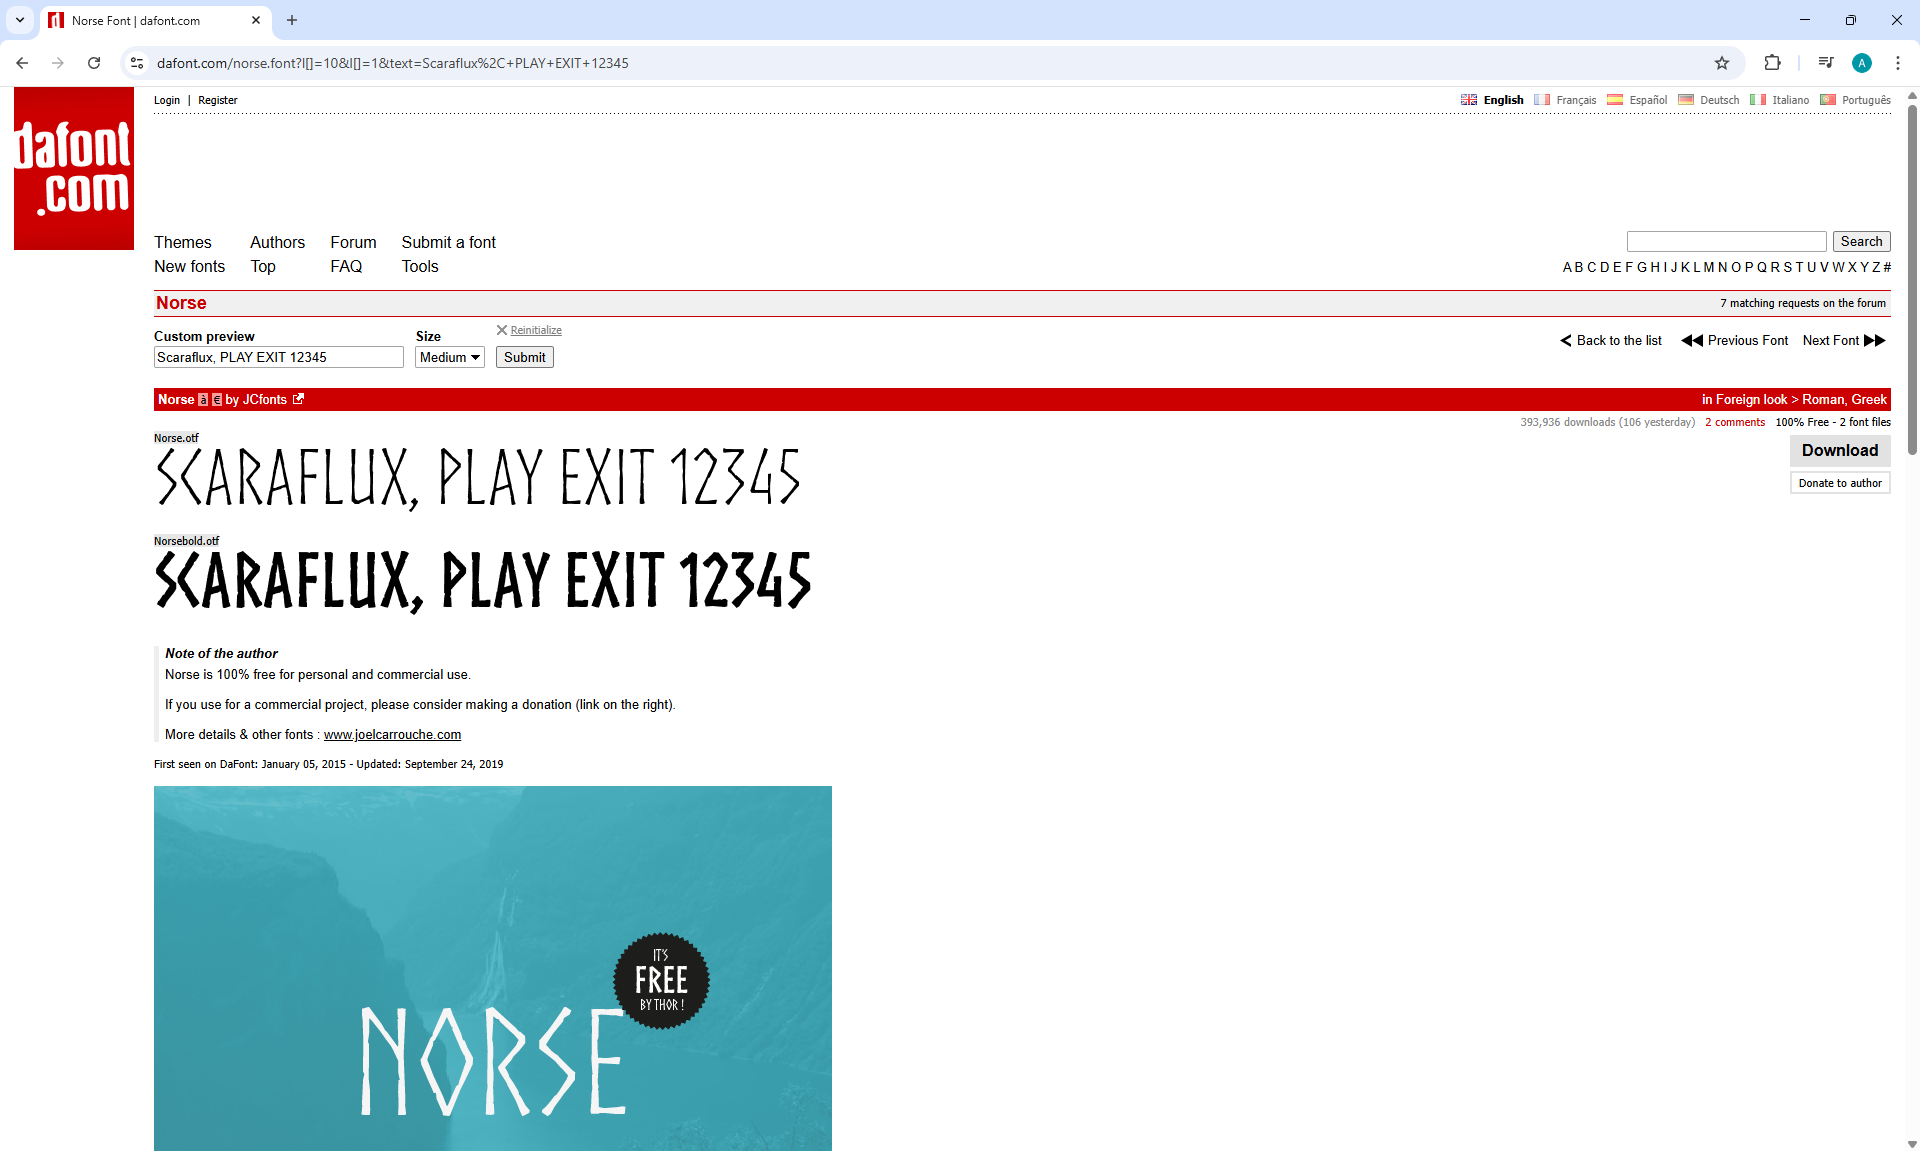 Norse Font | dafont.com
dafont.com/norse.font?l[]=10&l[]=1&text=Scaraflux%2C+PLAY+EXIT+12345
A
dafont
.com
Login | Register
English Français Español Deutsch Italiano Português
Themes Authors Forum Submit a font
New fonts Top FAQ Tools
Search
A B C D E F G H I J K L M N O P Q R S T U V W X Y Z #
Norse
7 matching requests on the forum
Custom preview
Size
Reinitialize
Scaraflux, PLAY EXIT 12345
Medium
Submit
Back to the list Previous Font Next Font
Norse à € by JCfonts
in Foreign look > Roman, Greek
393,936 downloads (106 yesterday) 2 comments 100% Free - 2 font files
Download
Donate to author
Norse.otf
SCARAFLUX, PLAY EXIT 12345
Norsebold.otf
SCARAFLUX, PLAY EXIT 12345
Note of the author
Norse is 100% free for personal and commercial use.
If you use for a commercial project, please consider making a donation (link on the right).
More details & other fonts : www.joelcarrouche.com
First seen on DaFont: January 05, 2015 - Updated: September 24, 2019
IT'S
FREE
BY THOR !
NORSE